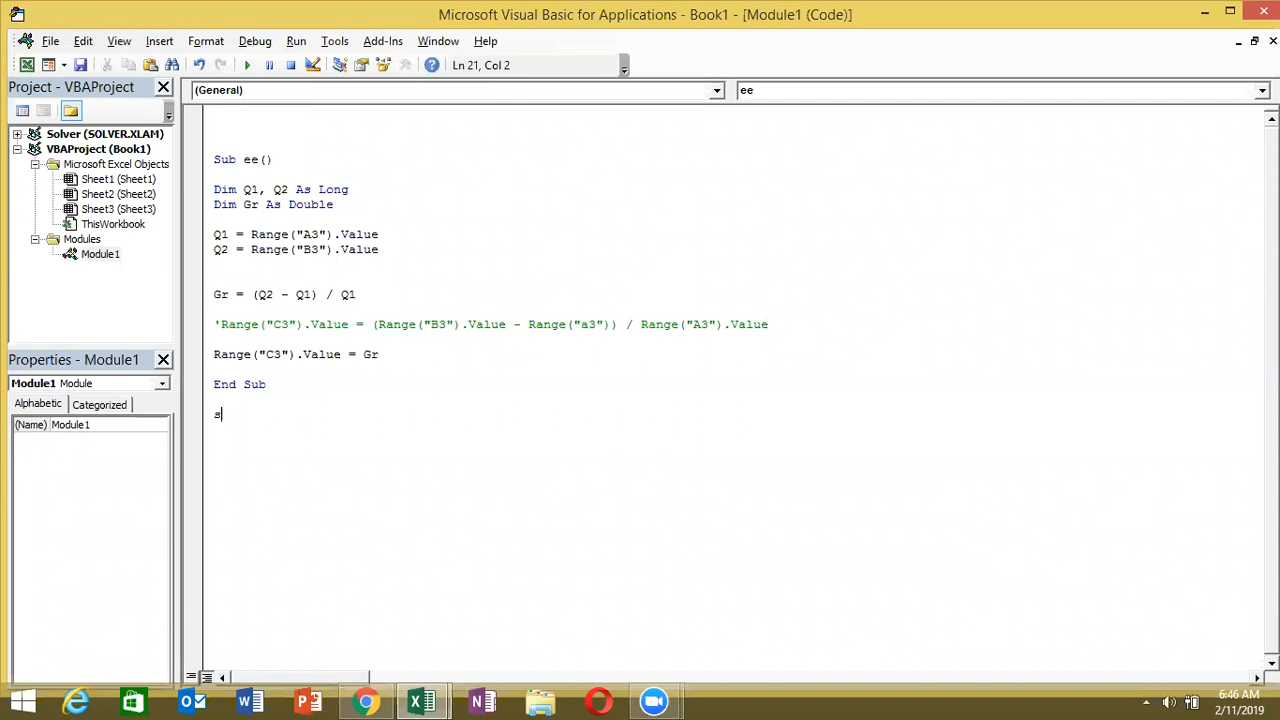 Microsoft Visual Basic for Applications - Book1 - [Module1 (Code)]
File Edit View Insert Format Debug Run Tools Add-Ins Window Help
Ln 21, Col 2
Project - VBAProject
(General)
ee
Solver (SOLVER.XLAM)
VBAProject (Book1)
Microsoft Excel Objects
Sheet1 (Sheet1)
Sheet2 (Sheet2)
Sheet3 (Sheet3)
ThisWorkbook
Modules
Module1
Properties - Module1
Module1 Module
Alphabetic Categorized
(Name) Module1
Sub ee()
Dim Q1, Q2 As Long
Dim Gr As Double
Q1 = Range("A3").Value
Q2 = Range("B3").Value
Gr = (Q2 - Q1) / Q1
'Range("C3").Value = (Range("B3").Value - Range("a3")) / Range("A3").Value
Range("C3").Value = Gr
End Sub
s
6:46 AM
2/11/2019